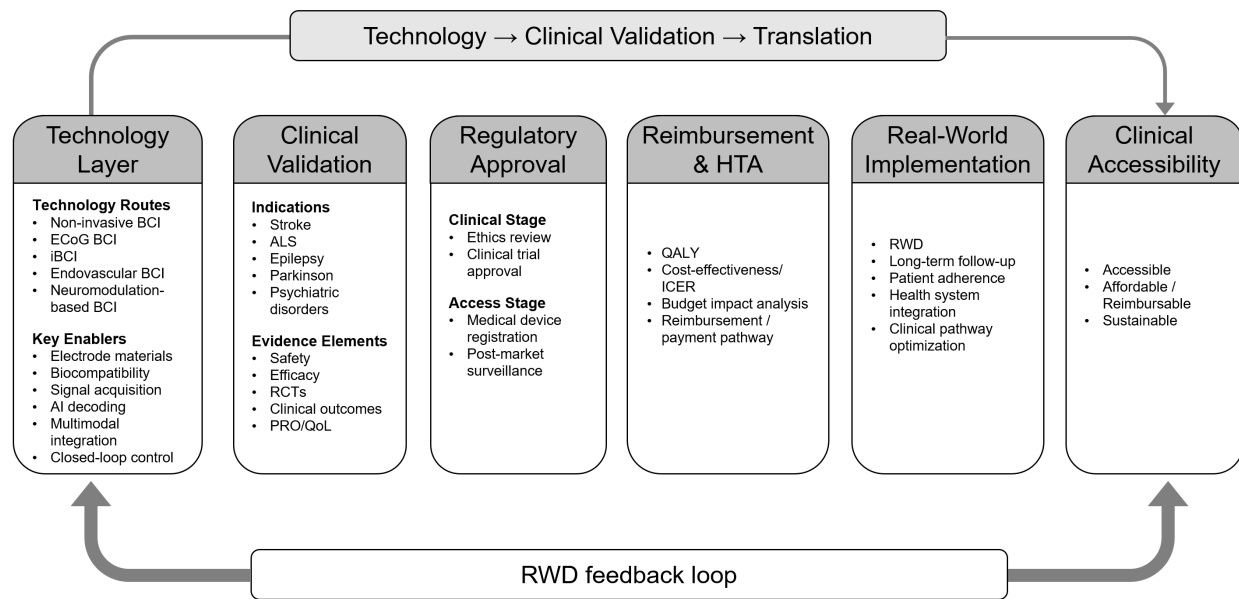 Technology → Clinical Validation → Translation
Technology
Layer
Technology Routes
• Non-invasive BCI
• ECoG BCI
• iBCI
• Endovascular BCI
• Neuromodulation-
based BCI
Key Enablers
• Electrode materials
• Biocompatibility
• Signal acquisition
• AI decoding
• Multimodal
integration
• Closed-loop control
Clinical
Validation
Indications
• Stroke
• ALS
• Epilepsy
• Parkinson
• Psychiatric
disorders
Evidence Elements
• Safety
• Efficacy
• RCTs
• Clinical outcomes
• PRO/QoL
Regulatory
Approval
Clinical Stage
• Ethics review
• Clinical trial
approval
Access Stage
• Medical device
registration
• Post-market
surveillance
Reimbursement
& HTA
• QALY
• Cost-effectiveness/
ICER
• Budget impact analysis
• Reimbursement /
payment pathway
Real-World
Implementation
• RWD
• Long-term follow-up
• Patient adherence
• Health system
integration
• Clinical pathway
optimization
Clinical
Accessibility
• Accessible
• Affordable /
Reimbursable
• Sustainable
RWD feedback loop